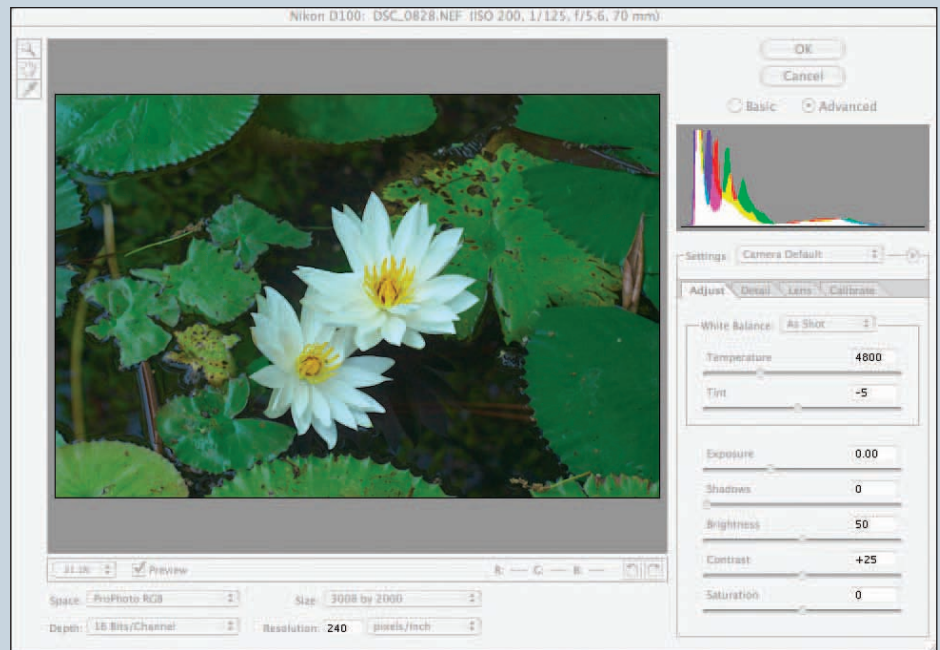 Nikon D100: DSC_0828.NEF (ISO 200, 1/125, f/5.6, 70 mm)
OK
Cancel
Basic Advanced
Settings: Camera Default
Adjust Detail Lens Calibrate
White Balance: As Shot
Temperature 4800
Tint -5
Exposure 0.00
Shadows 0
Brightness 50
Contrast +25
Saturation 0
Preview R: --- G: --- B: ---
Space: ProPhoto RGB Size: 3008 by 2000
Depth: 16 Bits/Channel Resolution: 240 pixels/inch